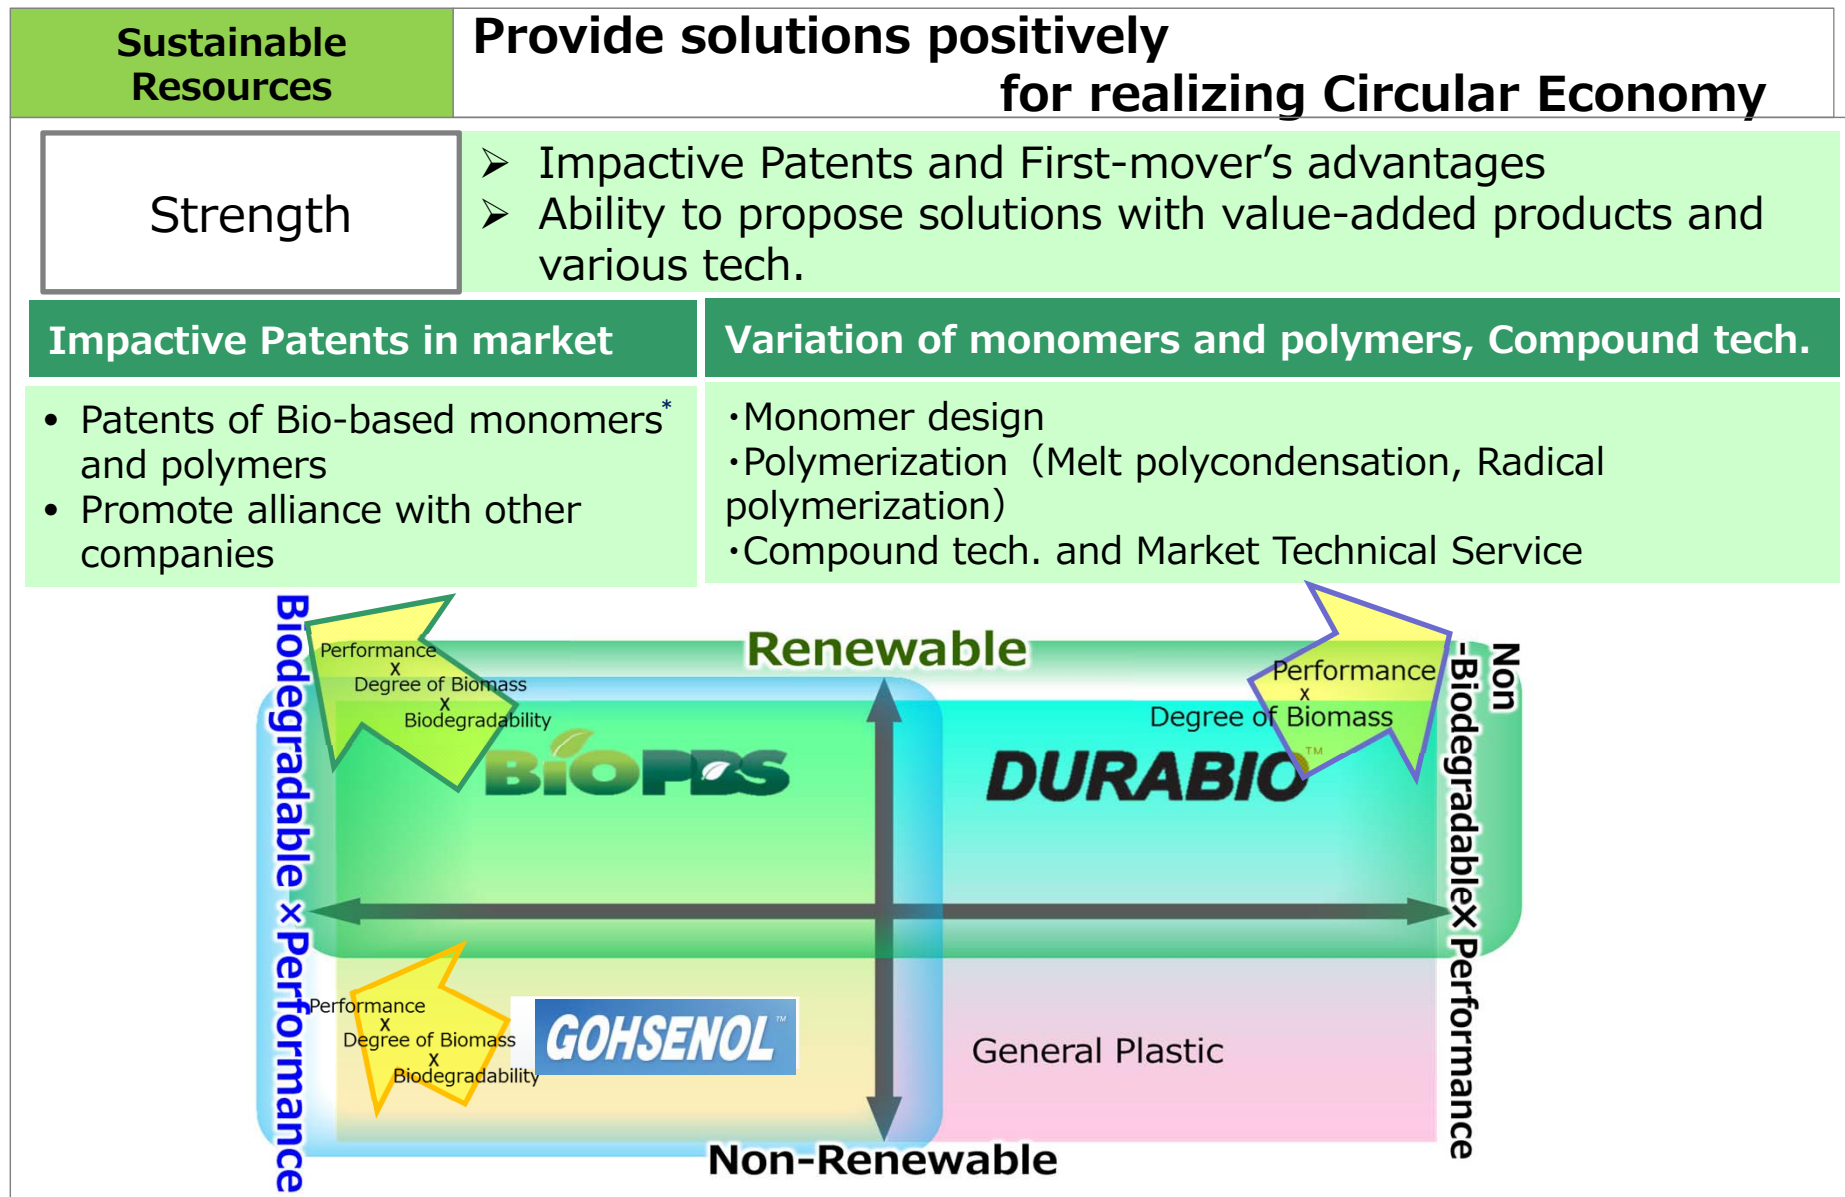 Sustainable
Resources
Provide solutions positively
for realizing Circular Economy
Strength
➢ Impactive Patents and First-mover’s advantages
➢ Ability to propose solutions with value-added products and
various tech.
Impactive Patents in market
Variation of monomers and polymers, Compound tech.
• Patents of Bio-based monomers*
and polymers
• Promote alliance with other
companies
・Monomer design
・Polymerization（Melt polycondensation, Radical
polymerization）
・Compound tech. and Market Technical Service
Biodegradable ×Performance
Performance
X
Degree of Biomass
X
Biodegradability
Renewable
Performance
X
Degree of Biomass
Non
-BiodegradableX Performance
BIOPBS
DURABIO™
Performance
X
Degree of Biomass
X
Biodegradability
GOHSENOL™
General Plastic
Non-Renewable